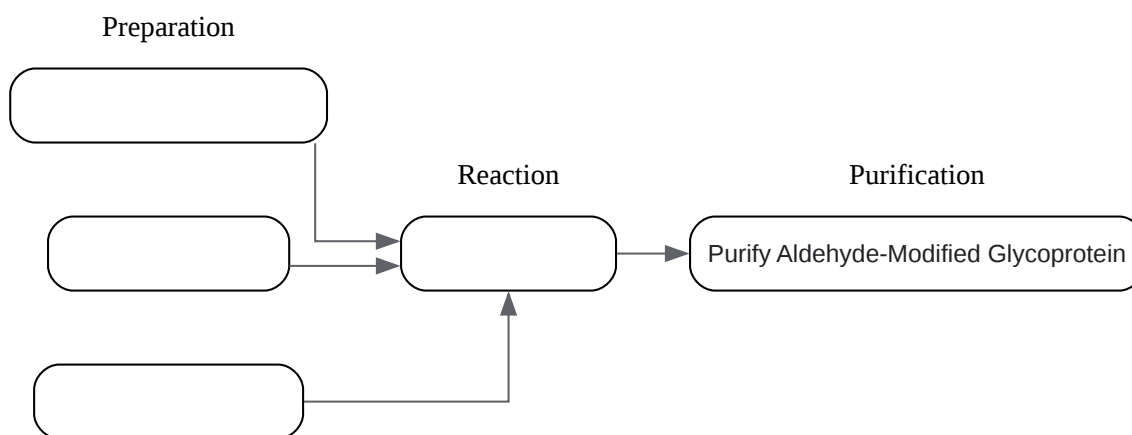 Preparation
Reaction
Purification
Purify Aldehyde-Modified Glycoprotein